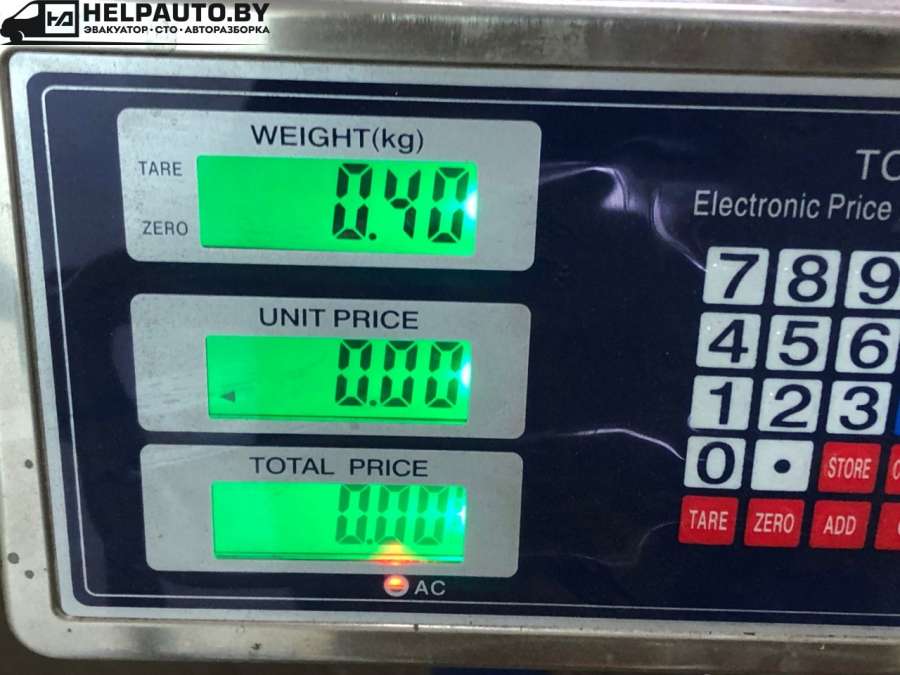 HELPAUTO.BY
ЭВАКУАТОР·СТО·АВТОРАЗБОРКА
WEIGHT(kg)
TARE
0.40
ZERO
UNIT PRICE
0.00
TOTAL PRICE
0.00
AC
Electronic Price
7 8 9
4 5 6
1 2 3
0 . STORE
TARE ZERO ADD